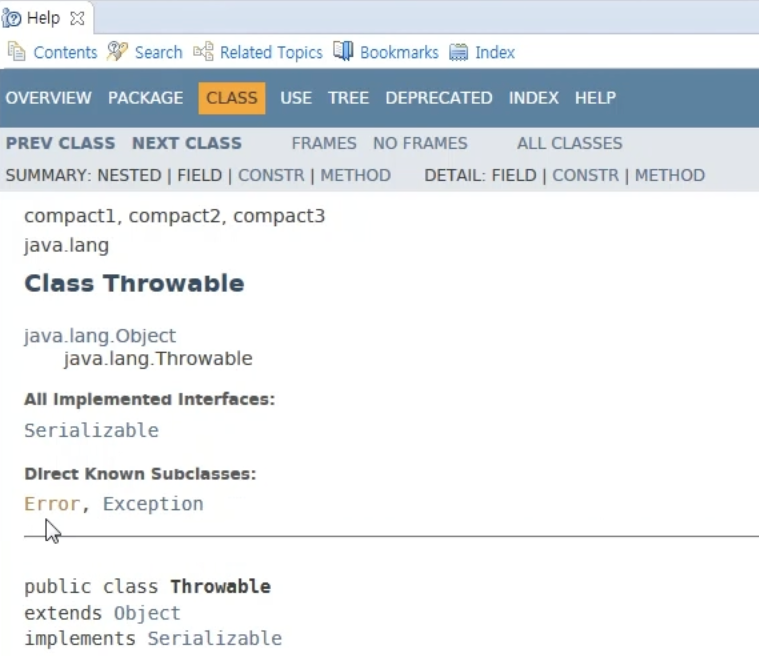 Help
Contents Search Related Topics Bookmarks Index
OVERVIEW PACKAGE CLASS USE TREE DEPRECATED INDEX HELP
PREV CLASS NEXT CLASS FRAMES NO FRAMES ALL CLASSES
SUMMARY: NESTED | FIELD | CONSTR | METHOD DETAIL: FIELD | CONSTR | METHOD
compact1, compact2, compact3
java.lang
Class Throwable
java.lang.Object
java.lang.Throwable
All Implemented Interfaces:
Serializable
Direct Known Subclasses:
Error, Exception
public class Throwable
extends Object
implements Serializable